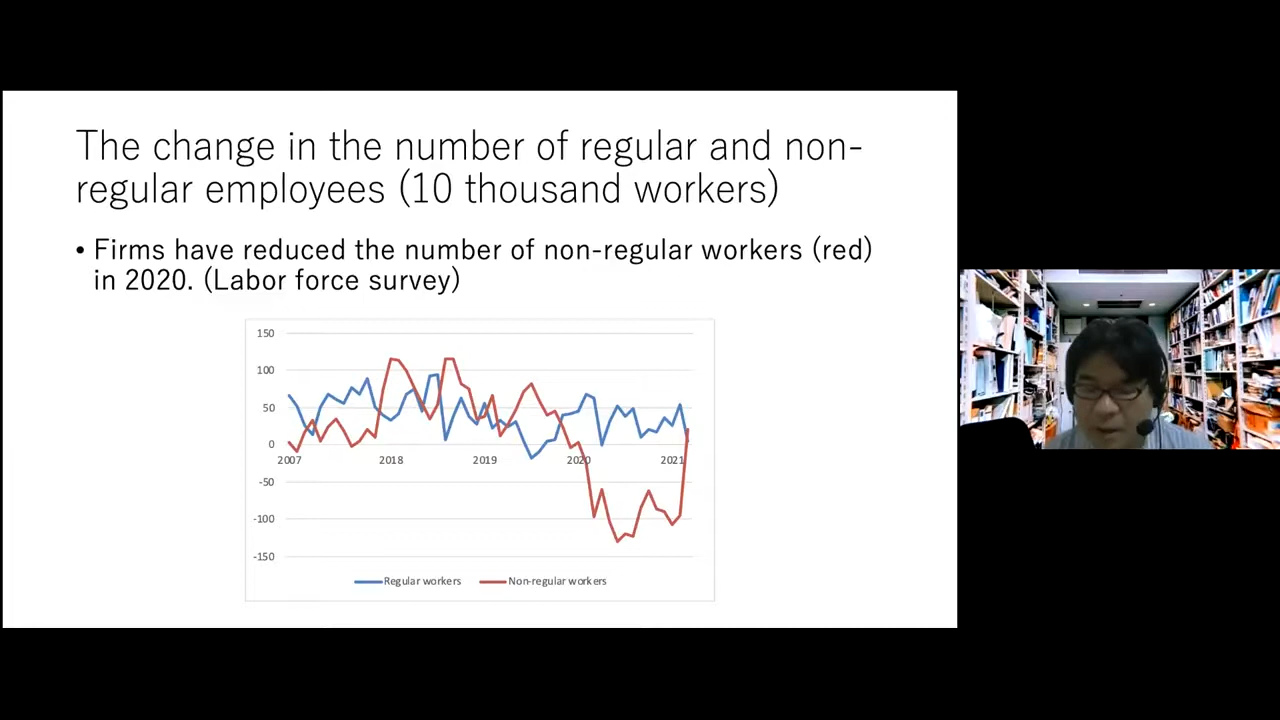 The change in the number of regular and non-
regular employees (10 thousand workers)
• Firms have reduced the number of non-regular workers (red)
in 2020. (Labor force survey)
150
100
50
0
2007 2018 2019 2020 2021
-50
-100
-150
Regular workers Non-regular workers